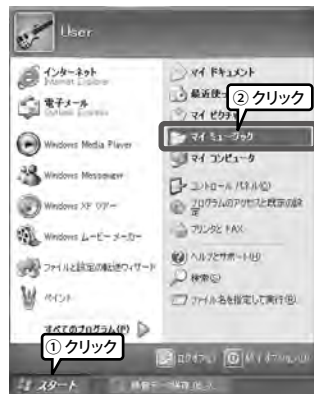 User
インターネット
Internet Explorer
電子メール
Outlook Express
Windows Media Player
Windows Messenger
Windows XP ツアー
Windows ムービー メーカー
ファイルと設定の転送ウィザード
ペイント
すべてのプログラム(P)
① クリック
スタート
マイ ドキュメント
最近使
② クリック
マイ ピクチ
マイ ミュージック
マイ コンピュータ
コントロール パネル(C)
プログラムのアクセスと既定の設定
プリンタと FAX
ヘルプとサポート(H)
検索(S)
ファイル名を指定して実行(R)